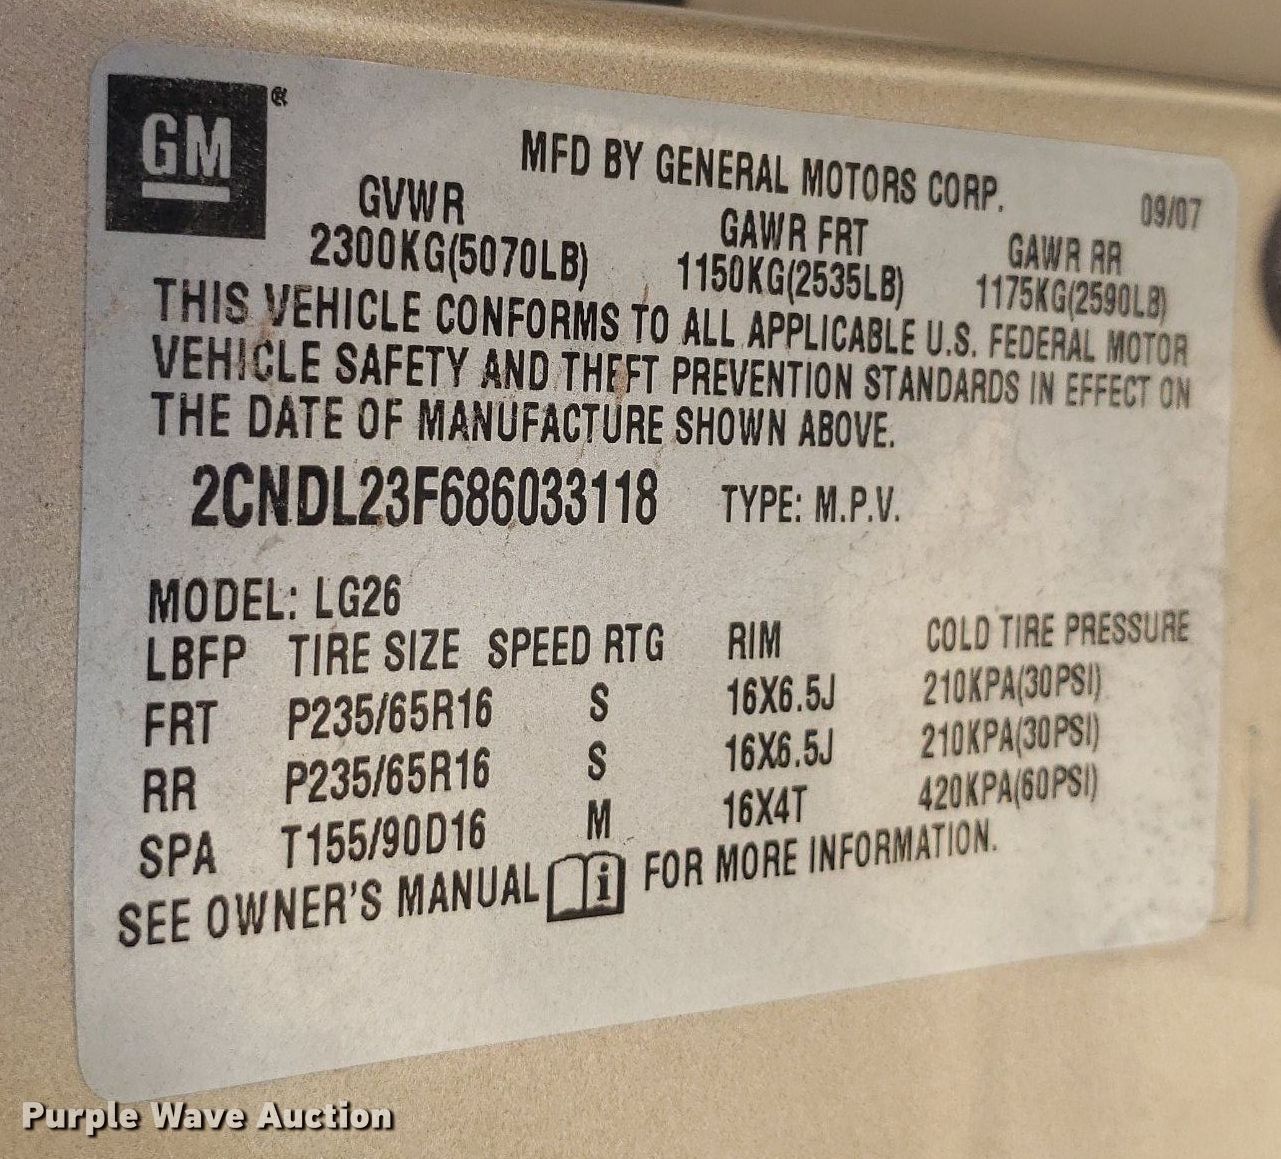 GM®
MFD BY GENERAL MOTORS CORP. 09/07
GVWR GAWR FRT GAWR RR
2300KG(5070LB) 1150KG(2535LB) 1175KG(2590LB)
THIS VEHICLE CONFORMS TO ALL APPLICABLE U.S. FEDERAL MOTOR
VEHICLE SAFETY AND THEFT PREVENTION STANDARDS IN EFFECT ON
THE DATE OF MANUFACTURE SHOWN ABOVE.
2CNDL23F686033118 TYPE: M.P.V.
MODEL: LG26
LBFP TIRE SIZE SPEED RTG RIM COLD TIRE PRESSURE
FRT P235/65R16 S 16X6.5J 210KPA(30PSI)
RR P235/65R16 S 16X6.5J 210KPA(30PSI)
SPA T155/90D16 M 16X4T 420KPA(60PSI)
SEE OWNER'S MANUAL i FOR MORE INFORMATION.
Purple Wave Auction